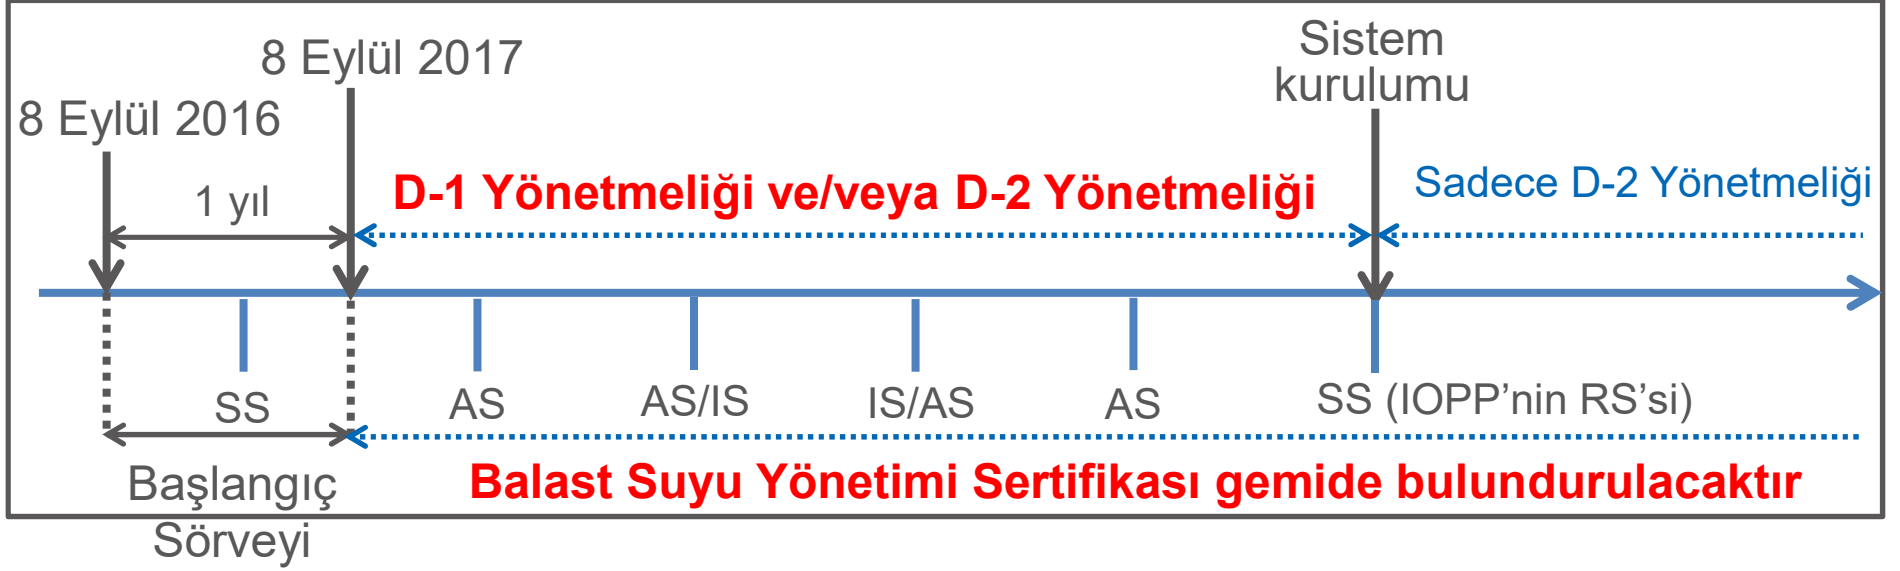 8 Eylül 2016
8 Eylül 2017
Sistem
kurulumu
1 yıl
D-1 Yönetmeliği ve/veya D-2 Yönetmeliği
Sadece D-2 Yönetmeliği
SS
AS
AS/IS
IS/AS
AS
SS (IOPP’nin RS’si)
Başlangıç
Sörveyi
Balast Suyu Yönetimi Sertifikası gemide bulundurulacaktır